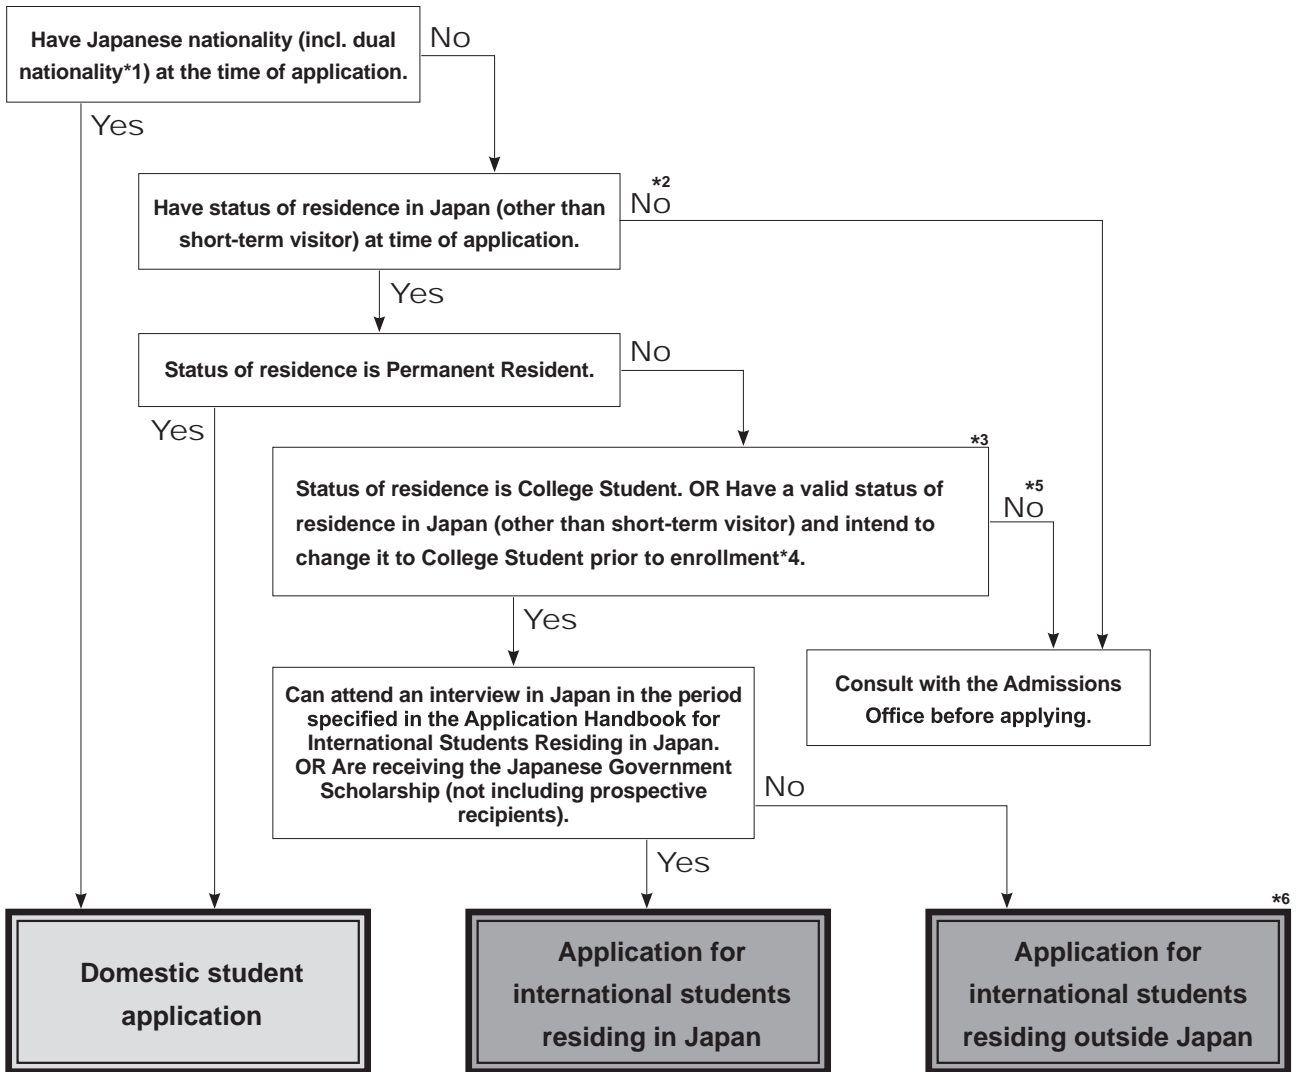 Have Japanese nationality (incl. dual
nationality*1) at the time of application.
No
Yes
Have status of residence in Japan (other than
short-term visitor) at time of application.
*2
No
Yes
Status of residence is Permanent Resident.
No
Yes
*3
Status of residence is College Student. OR Have a valid status of
residence in Japan (other than short-term visitor) and intend to
change it to College Student prior to enrollment*4.
*5
No
Yes
Can attend an interview in Japan in the period
specified in the Application Handbook for
International Students Residing in Japan.
OR Are receiving the Japanese Government
Scholarship (not including prospective
recipients).
Consult with the Admissions
Office before applying.
No
Yes
Domestic student
application
Application for
international students
residing in Japan
*6
Application for
international students
residing outside Japan